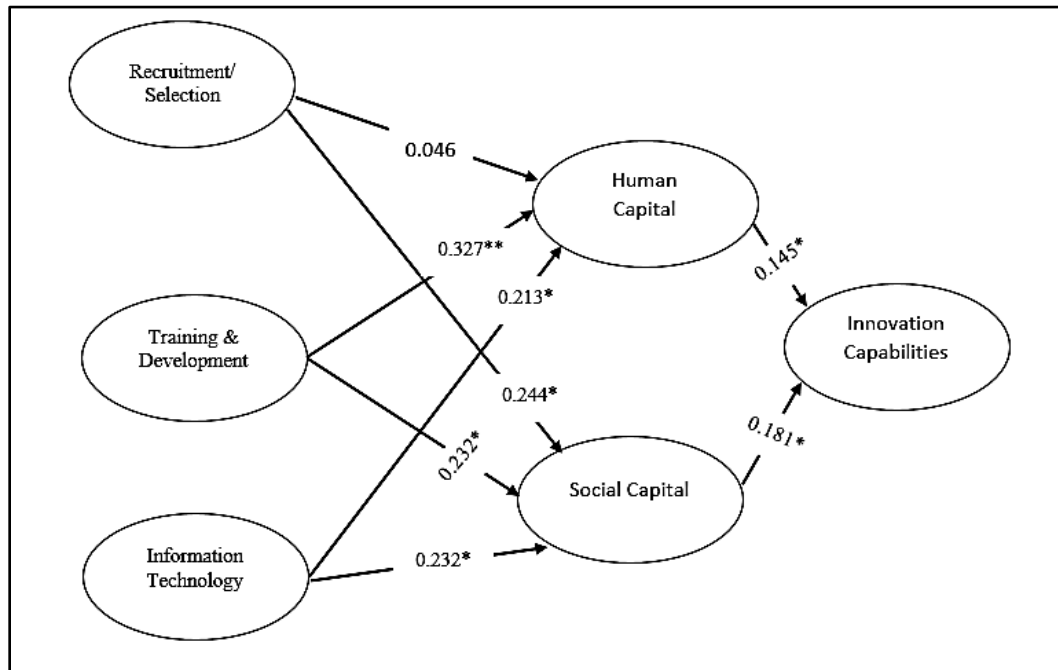 Recruitment/
Selection
0.046
Human
Capital
0.327**
0.213*
0.145*
Training &
Development
Innovation
Capabilities
0.244*
0.232*
0.181*
Social Capital
Information
Technology
0.232*